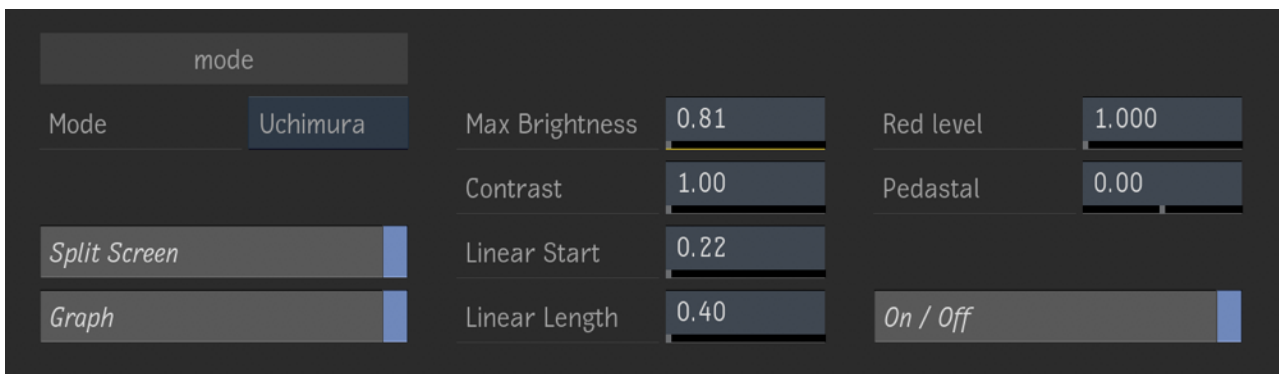 mode
Mode Uchimura Max Brightness 0.81 Red level 1.000
Contrast 1.00 Pedastal 0.00
Split Screen Linear Start 0.22
Graph Linear Length 0.40 On / Off